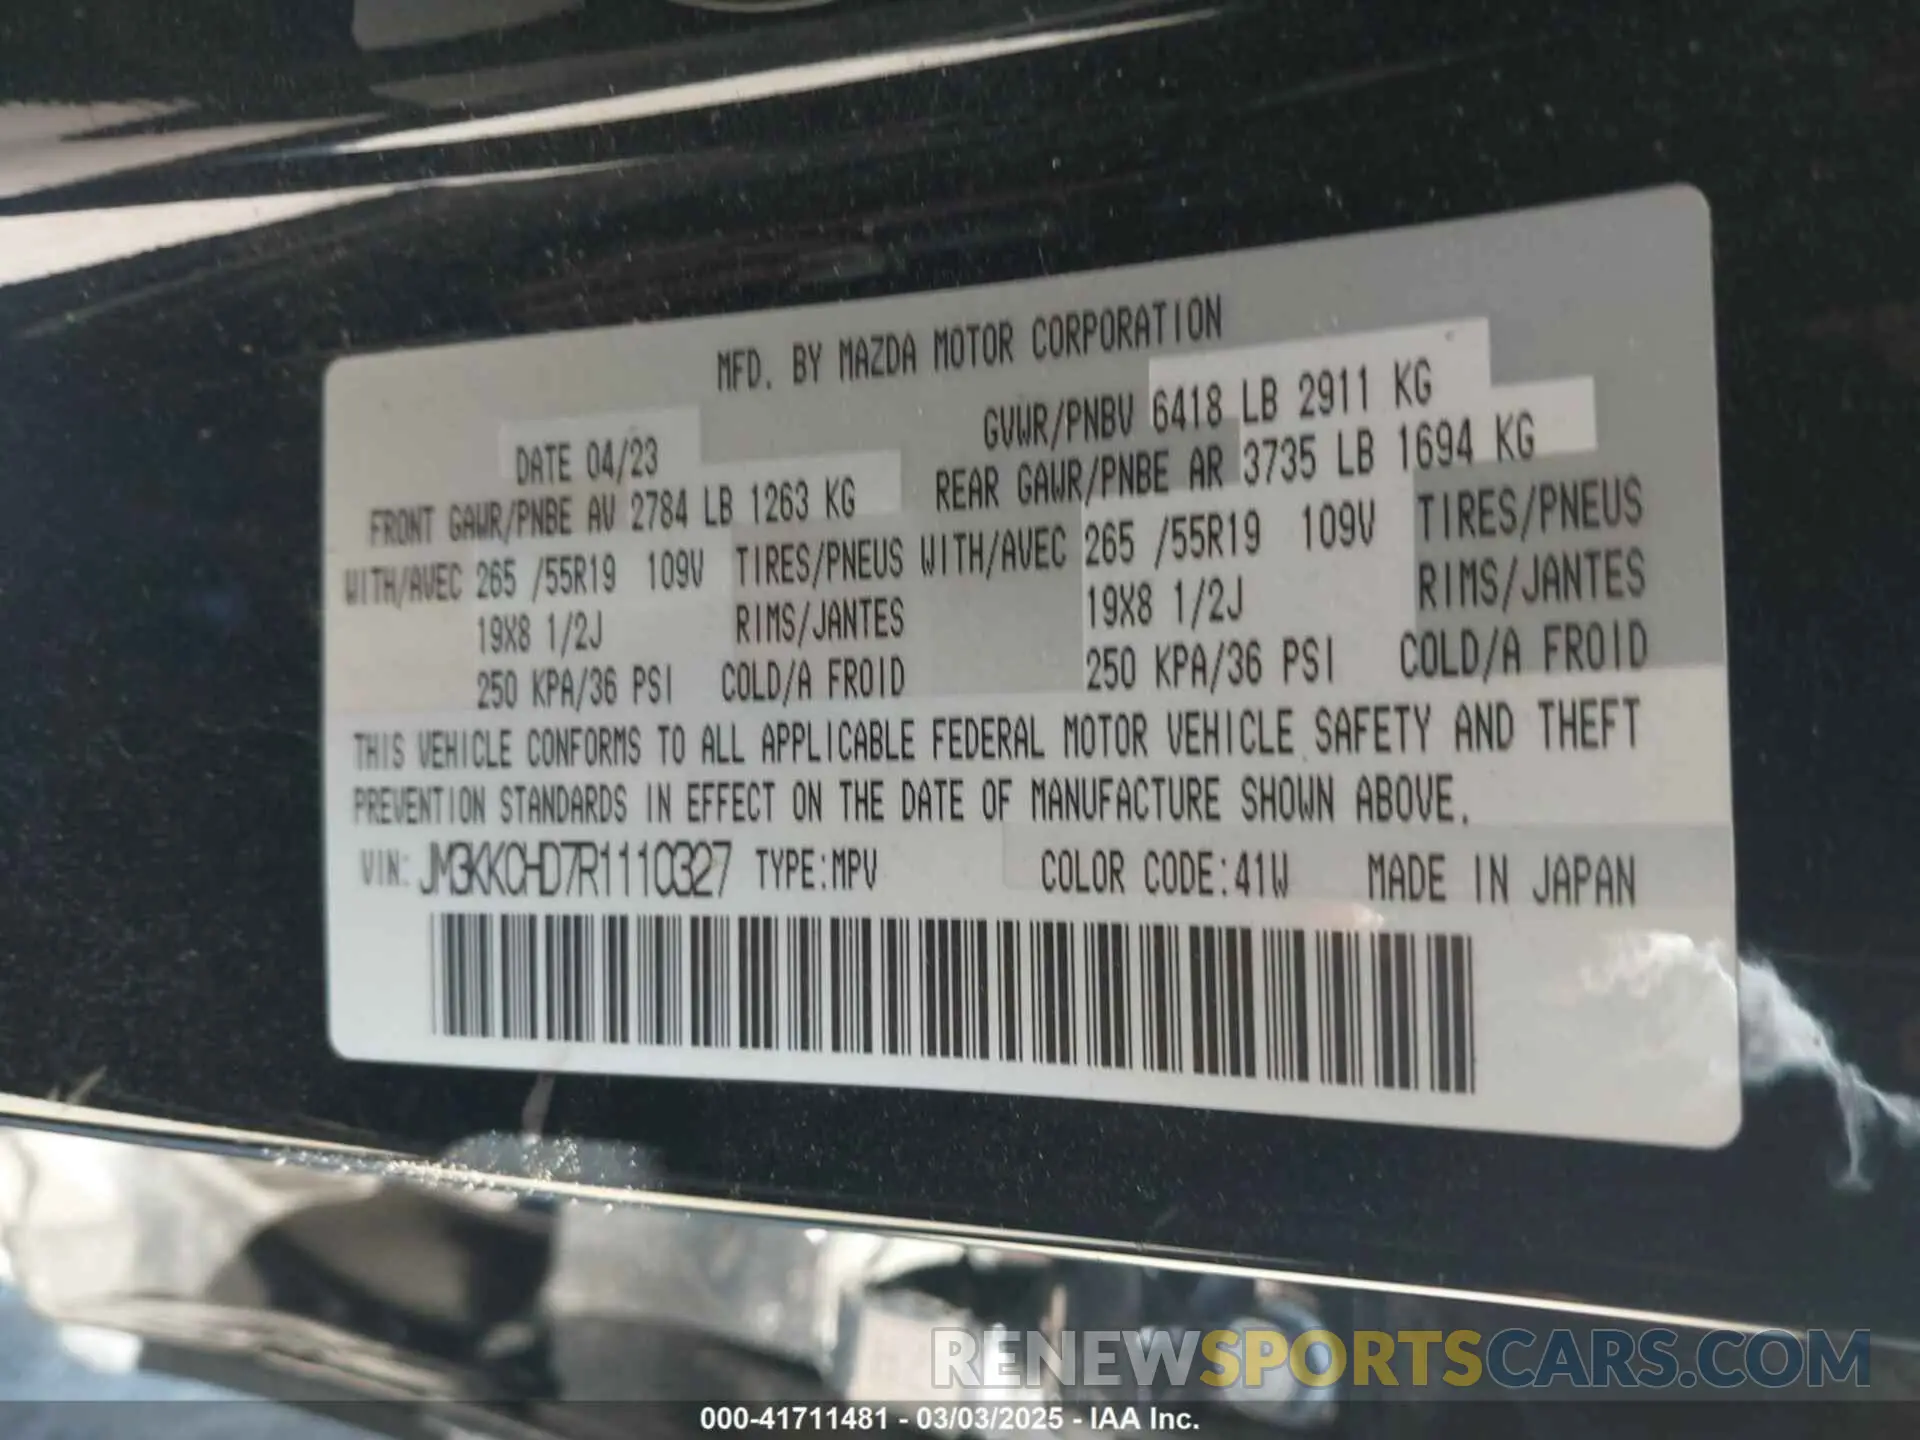 MFD. BY MAZDA MOTOR CORPORATION
DATE 04/23 GVWR/PNBV 6418 LB 2911 KG
FRONT GAWR/PNBE AV 2784 LB 1263 KG REAR GAWR/PNBE AR 3735 LB 1694 KG
WITH/AVEC 265 /55R19 109V TIRES/PNEUS WITH/AVEC 265 /55R19 109V TIRES/PNEUS
19X8 1/2J RIMS/JANTES 19X8 1/2J RIMS/JANTES
250 KPA/36 PSI COLD/A FROID 250 KPA/36 PSI COLD/A FROID
THIS VEHICLE CONFORMS TO ALL APPLICABLE FEDERAL MOTOR VEHICLE SAFETY AND THEFT
PREVENTION STANDARDS IN EFFECT ON THE DATE OF MANUFACTURE SHOWN ABOVE.
VIN: JM3KKCHD7R1110327 TYPE:MPV COLOR CODE:41W MADE IN JAPAN
RENEWSPORTSCARS.COM
000-41711481 - 03/03/2025 - IAA Inc.